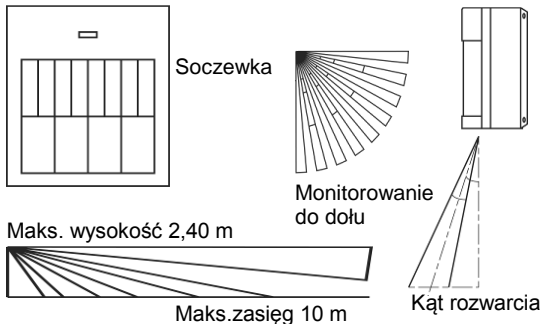 Soczewka
Monitorowanie
do dołu
Maks. wysokość 2,40 m
Maks.zasięg 10 m
Kąt rozwarcia